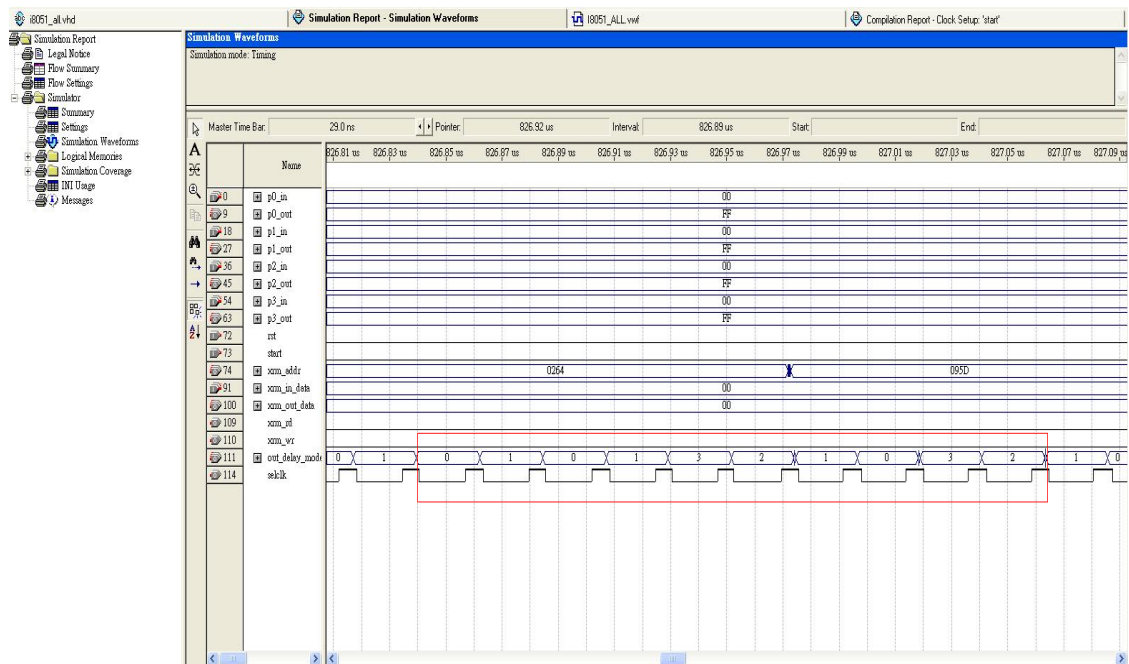 i8051_all.vhd
Simulation Report - Simulation Waveforms
I8051_ALL.vwf
Compilation Report - Clock Setup: 'start'
Simulation Report
Legal Notice
Flow Summary
Flow Settings
Simulator
Summary
Settings
Simulation Waveforms
Logical Memories
Simulation Coverage
INI Usage
Messages
Simulation Waveforms
Simulation mode: Timing
Master Time Bar: 29.0 ns Pointer: 826.92 us Interval: 826.89 us Start: End:
Name 826.81 us 826.83 us 826.85 us 826.87 us 826.89 us 826.91 us 826.93 us 826.95 us 826.97 us 826.99 us 827.01 us 827.03 us 827.05 us 827.07 us 827.09 us
0 p0_in 00
9 p0_out FF
18 p1_in 00
27 p1_out FF
36 p2_in 00
45 p2_out FF
54 p3_in 00
63 p3_out FF
72 rst
73 start
74 xrm_addr 0264 095D
91 xrm_in_data 00
100 xrm_out_data 00
109 xrm_rd
110 xrm_wr
111 out_delay_mode 0 1 0 1 0 1 3 2 1 0 3 2 1 0
114 selclk